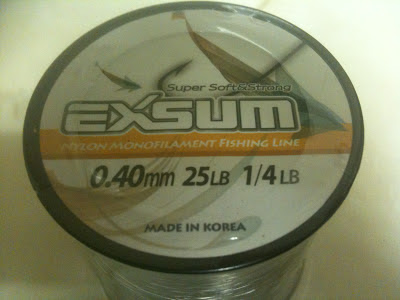 Super Soft&Strong
EXSUM
NYLON MONOFILAMENT FISHING LINE
0.40mm 25LB 1/4LB
MADE IN KOREA